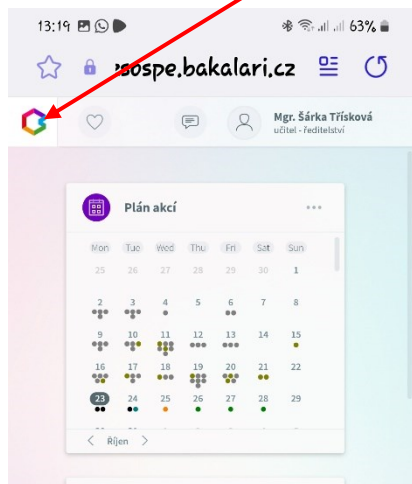 13:19 63%
sospe.bakalari.cz
Mgr. Šárka Třísková
učitel - ředitelství
Plán akcí
Mon Tue Wed Thu Fri Sat Sun
25 26 27 28 29 30 1
2 3 4 5 6 7 8
9 10 11 12 13 14 15
16 17 18 19 20 21 22
23 24 25 26 27 28 29
< Říjen >